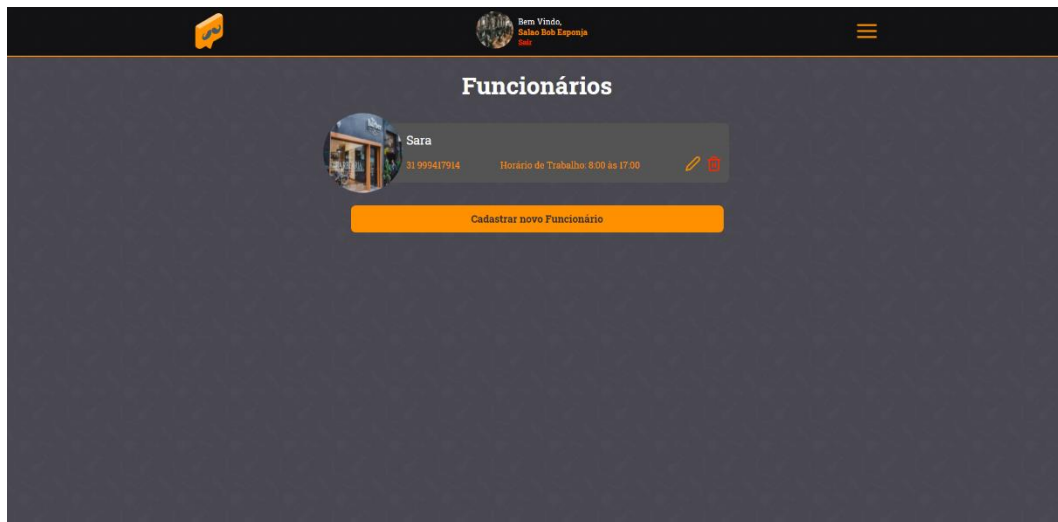 Bem Vindo,
Salao Bob Esponja
Sair
Funcionários
Sara
31 999417914
Horário de Trabalho: 8:00 às 17:00
Cadastrar novo Funcionário